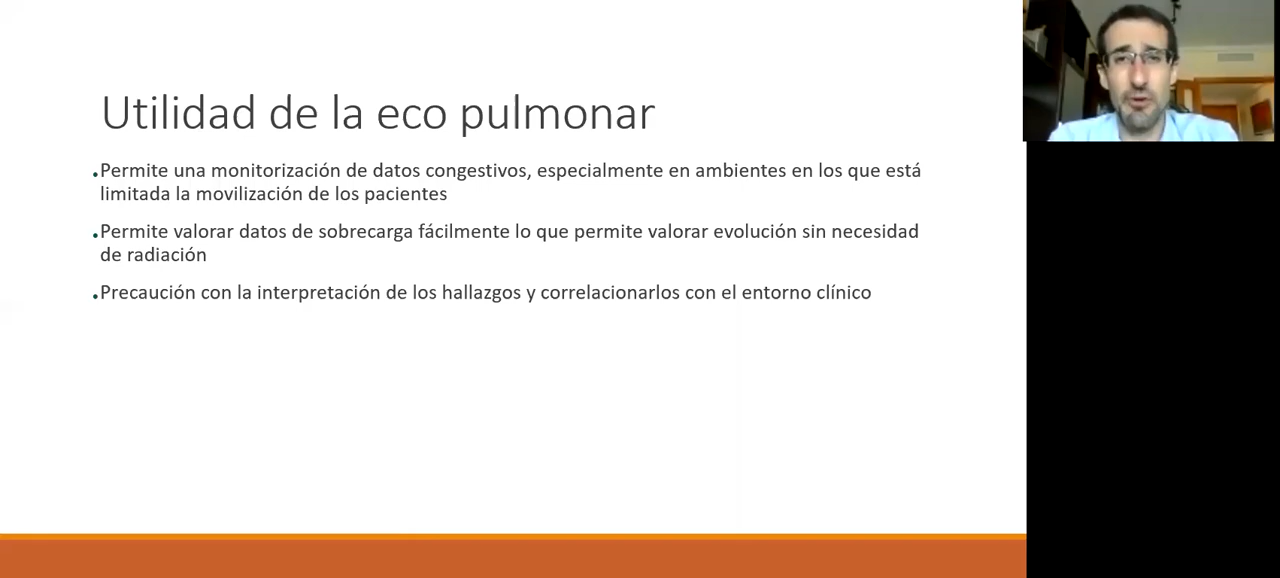 Utilidad de la eco pulmonar
Permite una monitorización de datos congestivos, especialmente en ambientes en los que está
limitada la movilización de los pacientes
Permite valorar datos de sobrecarga fácilmente lo que permite valorar evolución sin necesidad
de radiación
Precaución con la interpretación de los hallazgos y correlacionarlos con el entorno clínico